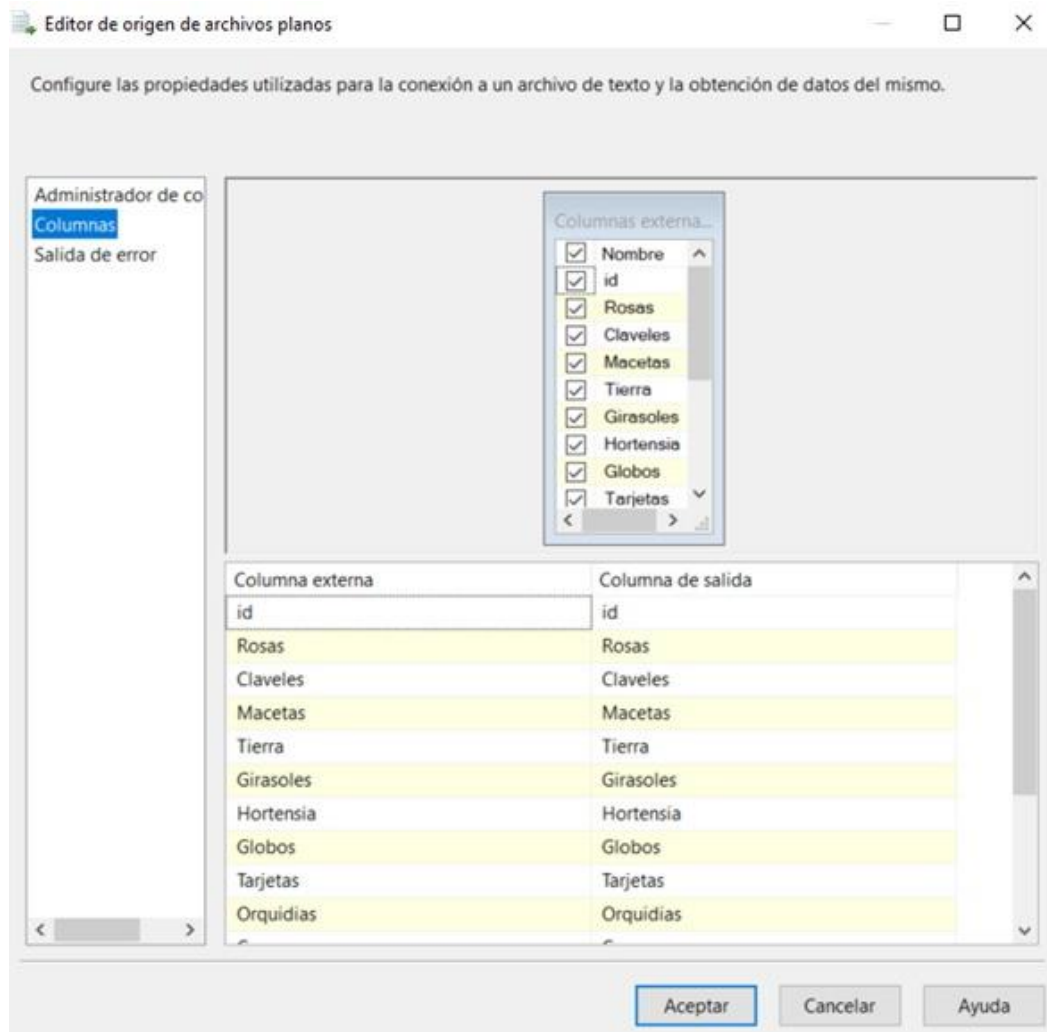 Editor de origen de archivos planos
Configure las propiedades utilizadas para la conexión a un archivo de texto y la obtención de datos del mismo.
Administrador de co
Columnas
Salida de error
Columnas externa...
Nombre
id
Rosas
Claveles
Macetas
Tierra
Girasoles
Hortensia
Globos
Tarjetas
Columna externa Columna de salida
id id
Rosas Rosas
Claveles Claveles
Macetas Macetas
Tierra Tierra
Girasoles Girasoles
Hortensia Hortensia
Globos Globos
Tarjetas Tarjetas
Orquidias Orquidias
Aceptar Cancelar Ayuda